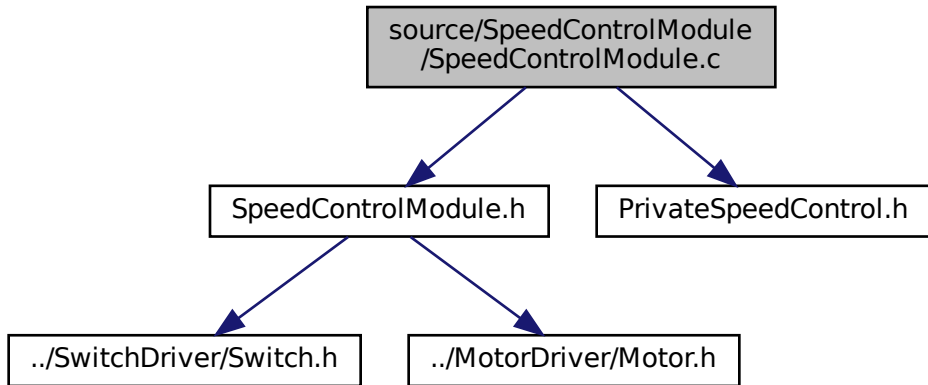 source/SpeedControlModule
/SpeedControlModule.c
SpeedControlModule.h
PrivateSpeedControl.h
../SwitchDriver/Switch.h
../MotorDriver/Motor.h